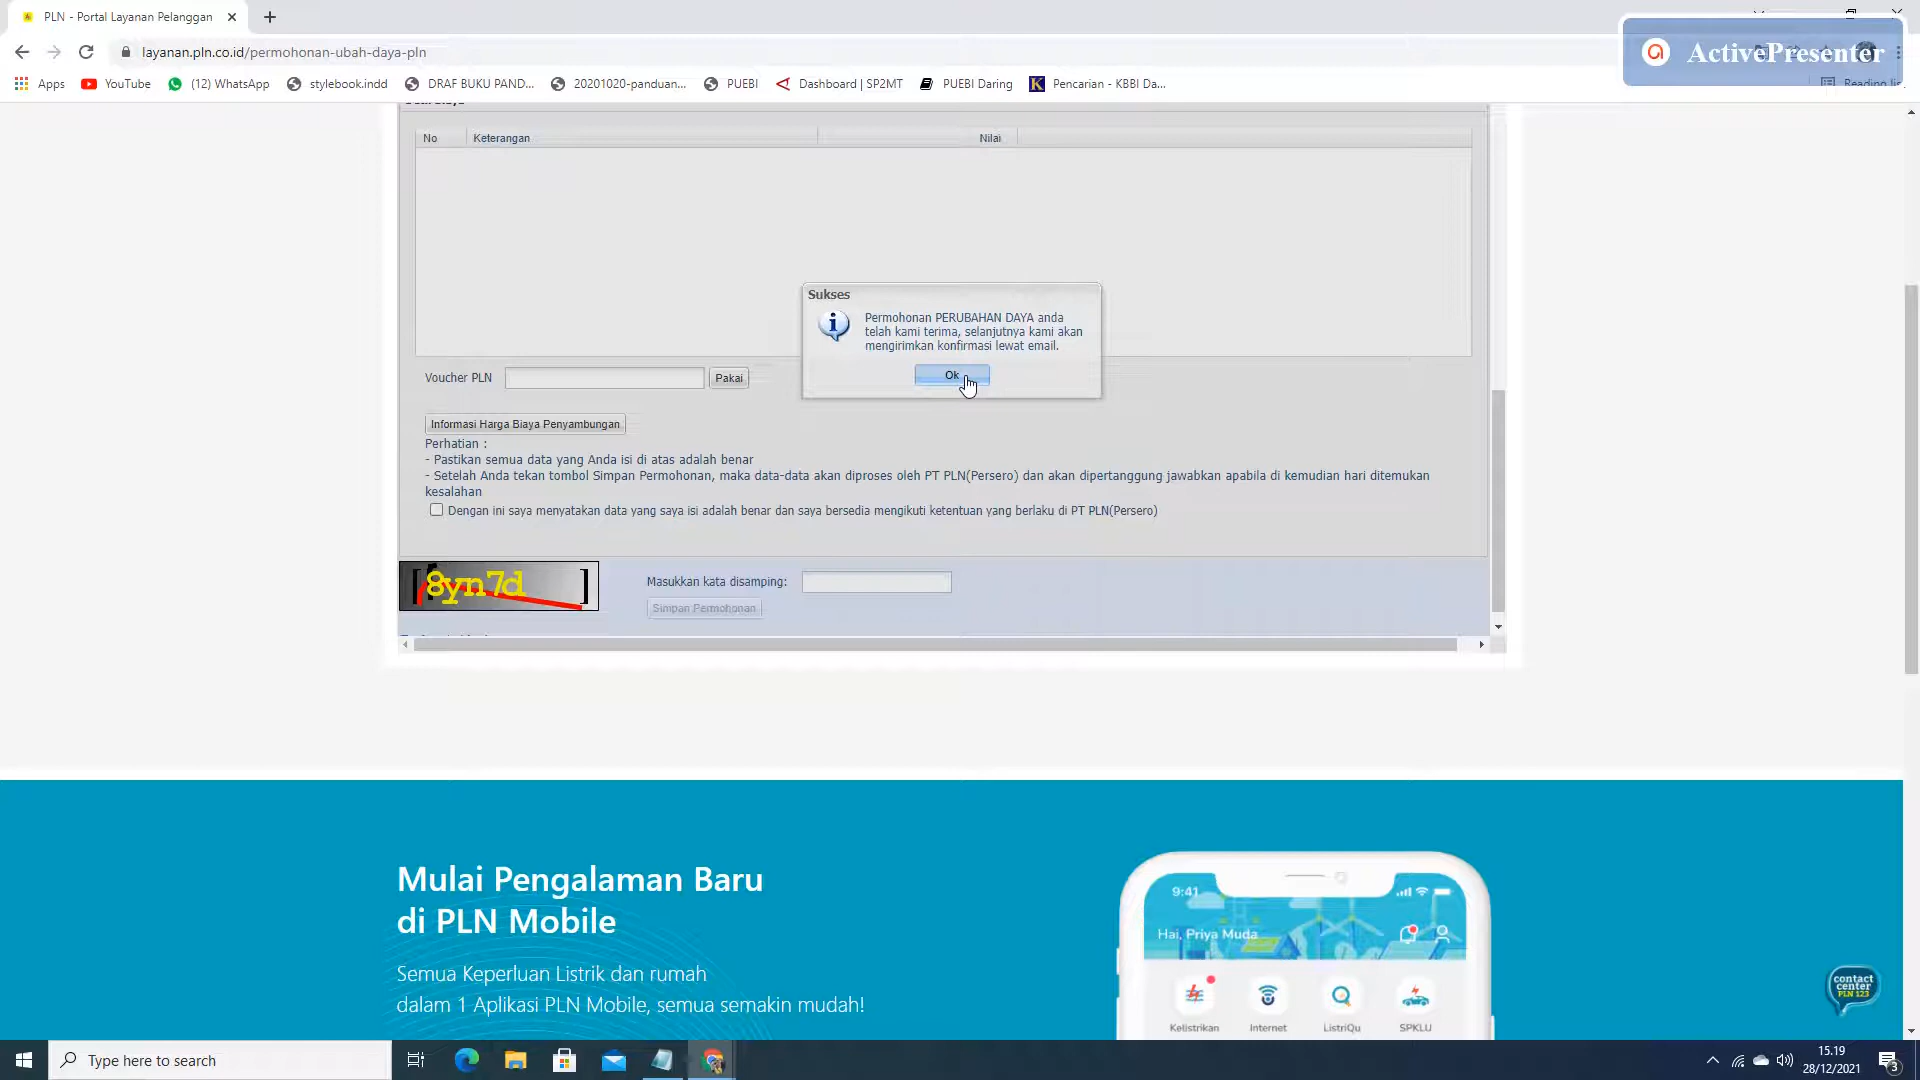 PLN - Portal Layanan Pelanggan
layanan.pln.co.id/permohonan-ubah-daya-pln
ActivePresenter
Apps
YouTube
(12) WhatsApp
stylebook.indd
DRAF BUKU PAND...
20201020-panduan...
PUEBI
Dashboard | SP2MT
PUEBI Daring
Pencarian - KBBI Da...
Reading
No
Keterangan
Nilai
Sukses
Permohonan PERUBAHAN DAYA anda
telah kami terima, selanjutnya kami akan
mengirimkan konfirmasi lewat email.
Ok
Voucher PLN
Pakai
Informasi Harga Biaya Penyambungan
Perhatian :
- Pastikan semua data yang Anda isi di atas adalah benar
- Setelah Anda tekan tombol Simpan Permohonan, maka data-data akan diproses oleh PT PLN(Persero) dan akan dipertanggung jawabkan apabila di kemudian hari ditemukan
kesalahan
Dengan ini saya menyatakan data yang saya isi adalah benar dan saya bersedia mengikuti ketentuan yang berlaku di PT PLN(Persero)
8yn7d
Masukkan kata disamping:
Simpan Permohonan
Mulai Pengalaman Baru
di PLN Mobile
Semua Keperluan Listrik dan rumah
dalam 1 Aplikasi PLN Mobile, semua semakin mudah!
9:41
Hai, Priya Muda
Kelistrikan
Internet
ListriQu
SPKLU
contact
center
PLN 123
Type here to search
15.19
28/12/2021
3